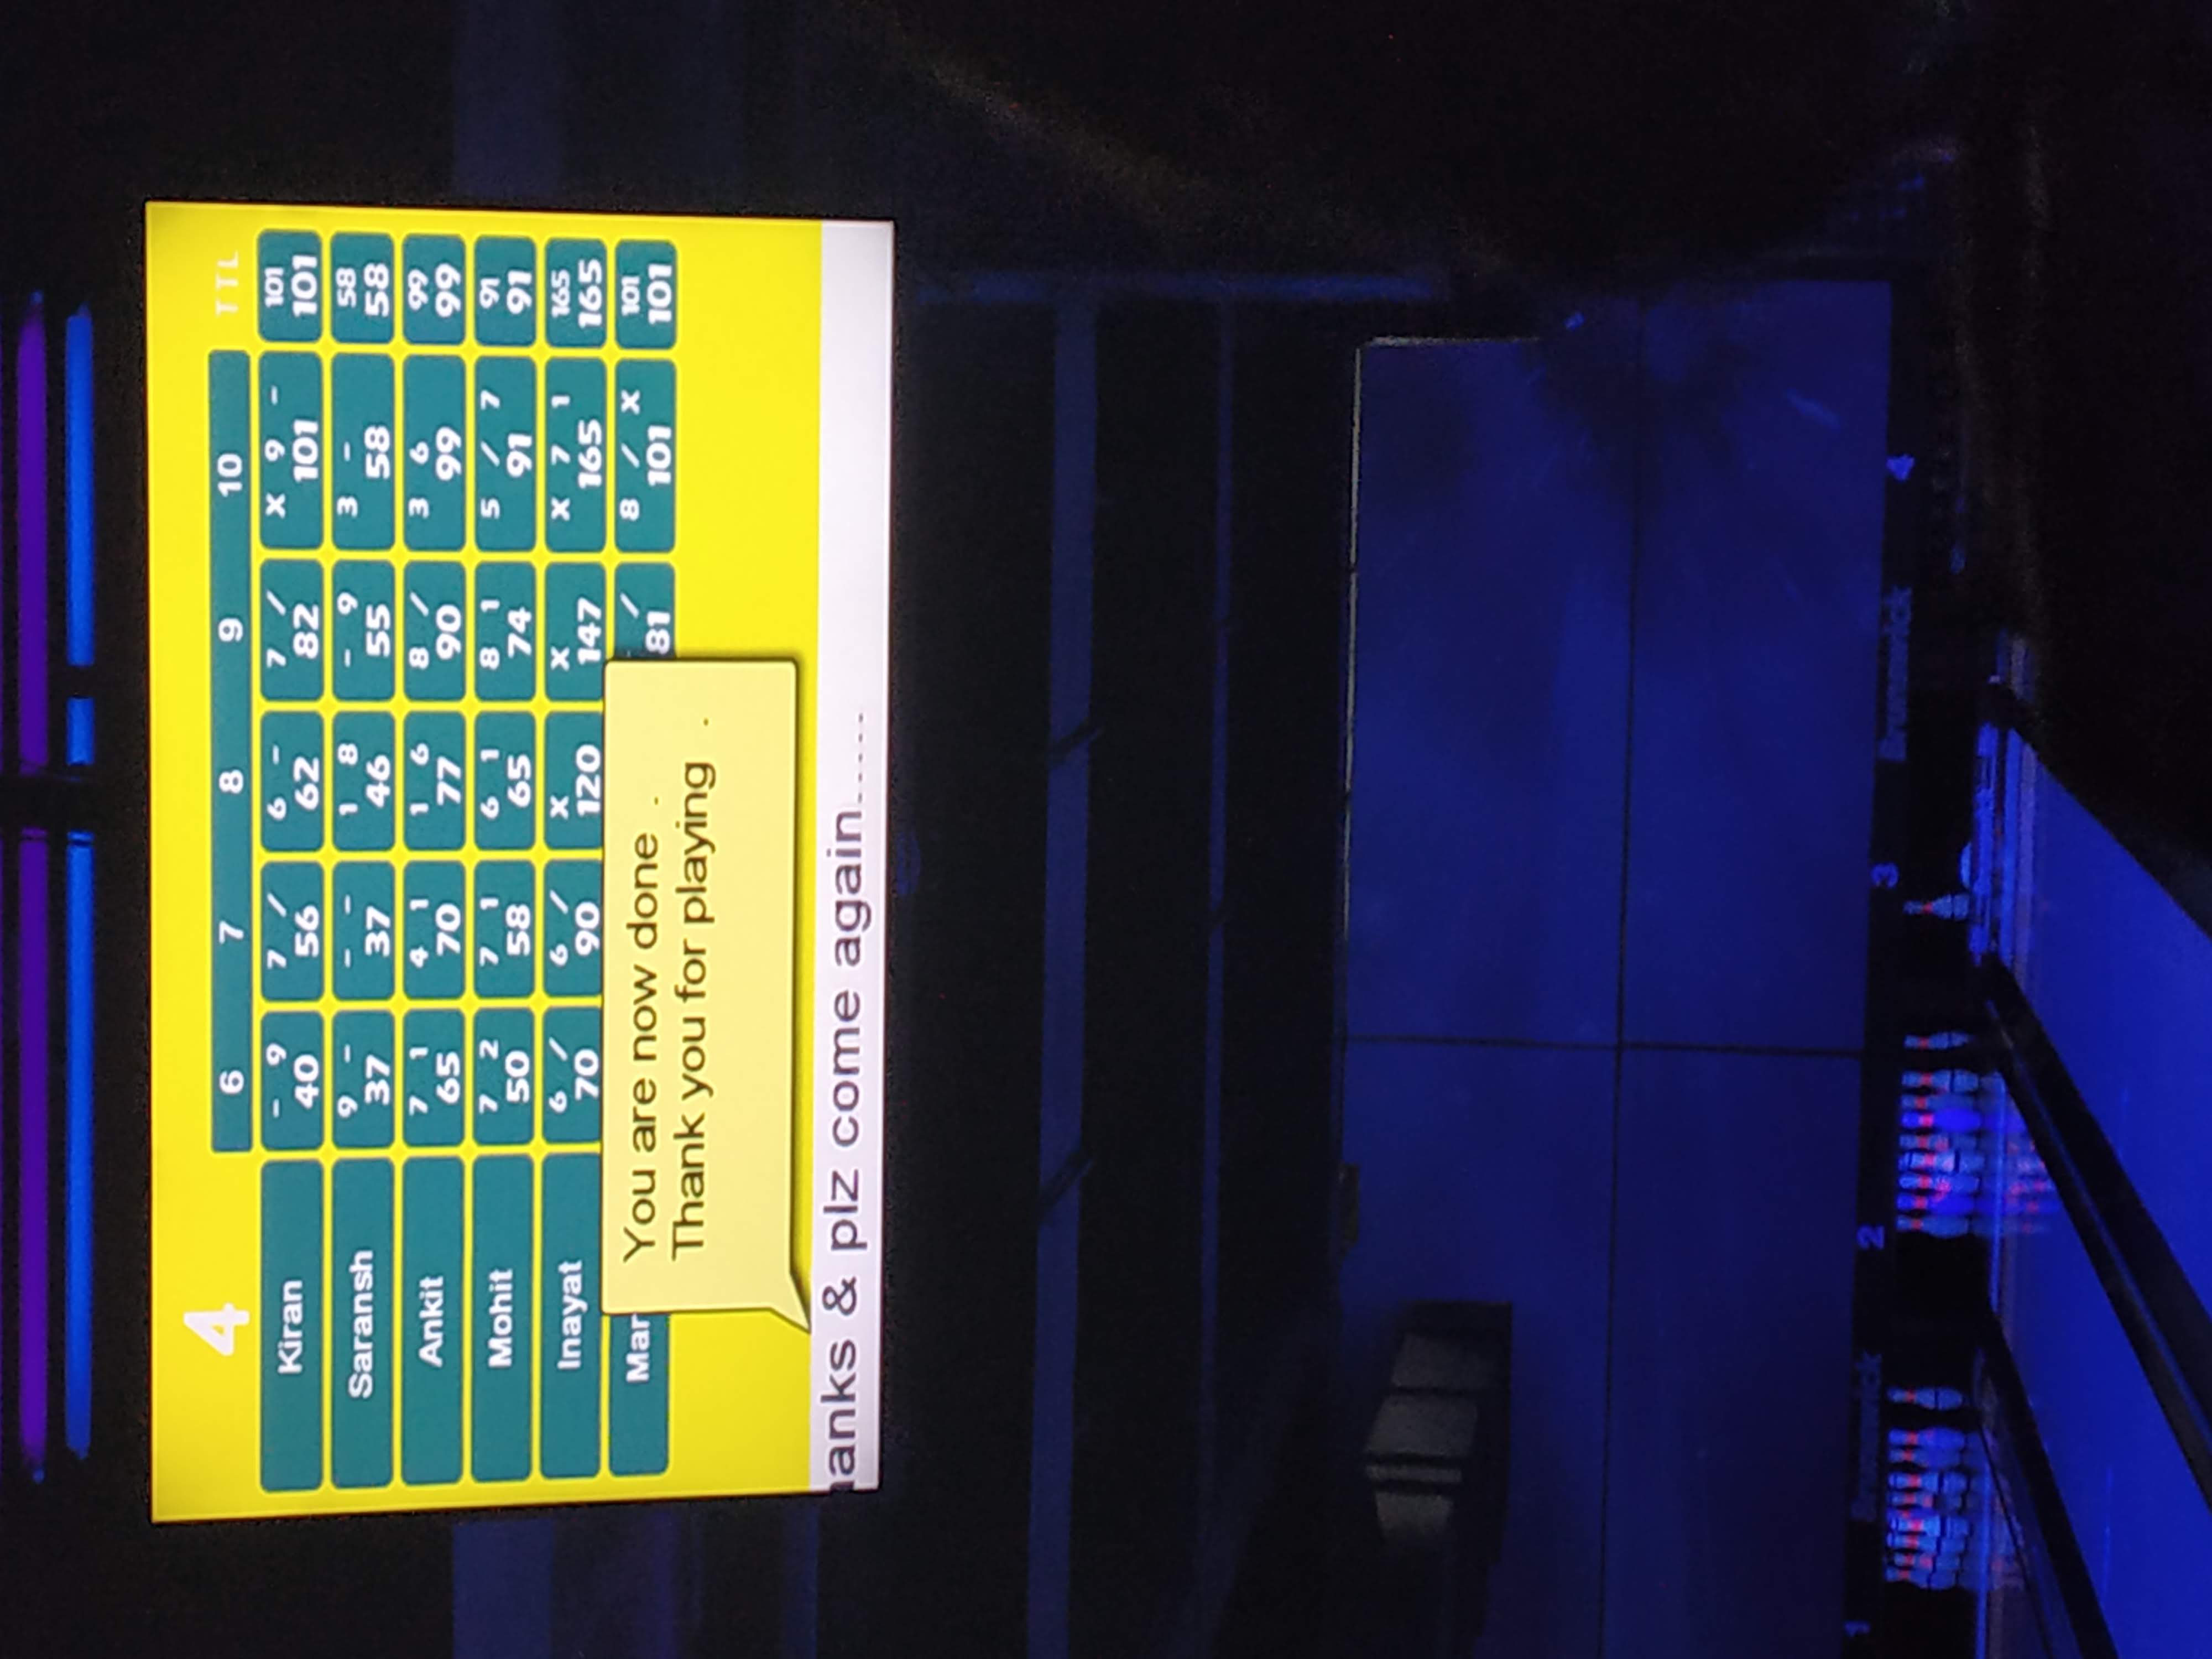 4 6 7 8 9 10 TTL
- 9 7 / 6 - 7 / X 9 - 101
Kiran 40 56 62 82 101 101
9 - - - 1 8 - 9 3 - 58
Saransh 37 37 46 55 58 58
7 1 4 1 1 6 8 / 3 6 99
Ankit 65 70 77 90 99 99
7 2 7 1 6 1 8 1 5 / 7 91
Mohit 50 58 65 74 91 91
6 / 6 / X X X 7 1 165
Inayat 70 90 120 147 165 165
/ 8 / X 101
Mar 81 101 101
You are now done .
Thank you for playing .
hanks & plz come again.....
1 Brunswick 2 3 Brunswick 4